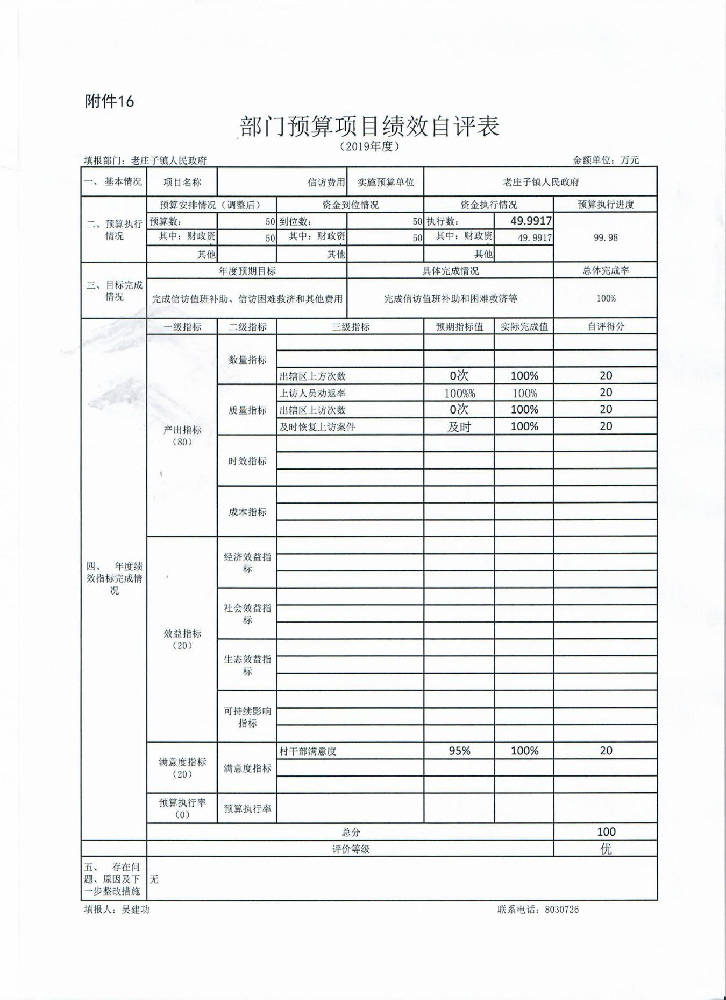 附件16
部门预算项目绩效自评表
（2019年度）
填报部门：老庄子镇人民政府 金额单位：万元
一、 基本情况 项目名称 信访费用 实施预算单位 老庄子镇人民政府
二、预算执行情况 预算安排情况（调整后） 资金到位情况 资金执行情况 预算执行进度
预算数： 50 到位数： 50 执行数： 49.9917 99.98
其中：财政资 50 其中：财政资 50 其中：财政资 49.9917
其他 其他 其他
三、目标完成情况 年度预期目标 具体完成情况 总体完成率
完成信访值班补助、信访困难救济和其他费用 完成信访值班补助和困难救济等 100%
四、 年度绩效指标完成情况 一级指标 二级指标 三级指标 预期指标值 实际完成值 自评得分
产出指标（80） 数量指标
出辖区上方次数 0次 100% 20
质量指标 上访人员劝返率 100%% 100% 20
出辖区上访次数 0次 100% 20
及时恢复上访案件 及时 100% 20
时效指标
成本指标
效益指标（20） 经济效益指标
社会效益指标
生态效益指标
可持续影响指标
满意度指标（20） 满意度指标 村干部满意度 95% 100% 20
预算执行率（0） 预算执行率
总分 100
评价等级 优
五、 存在问题、原因及下一步整改措施 无
填报人：吴建功 联系电话：8030726